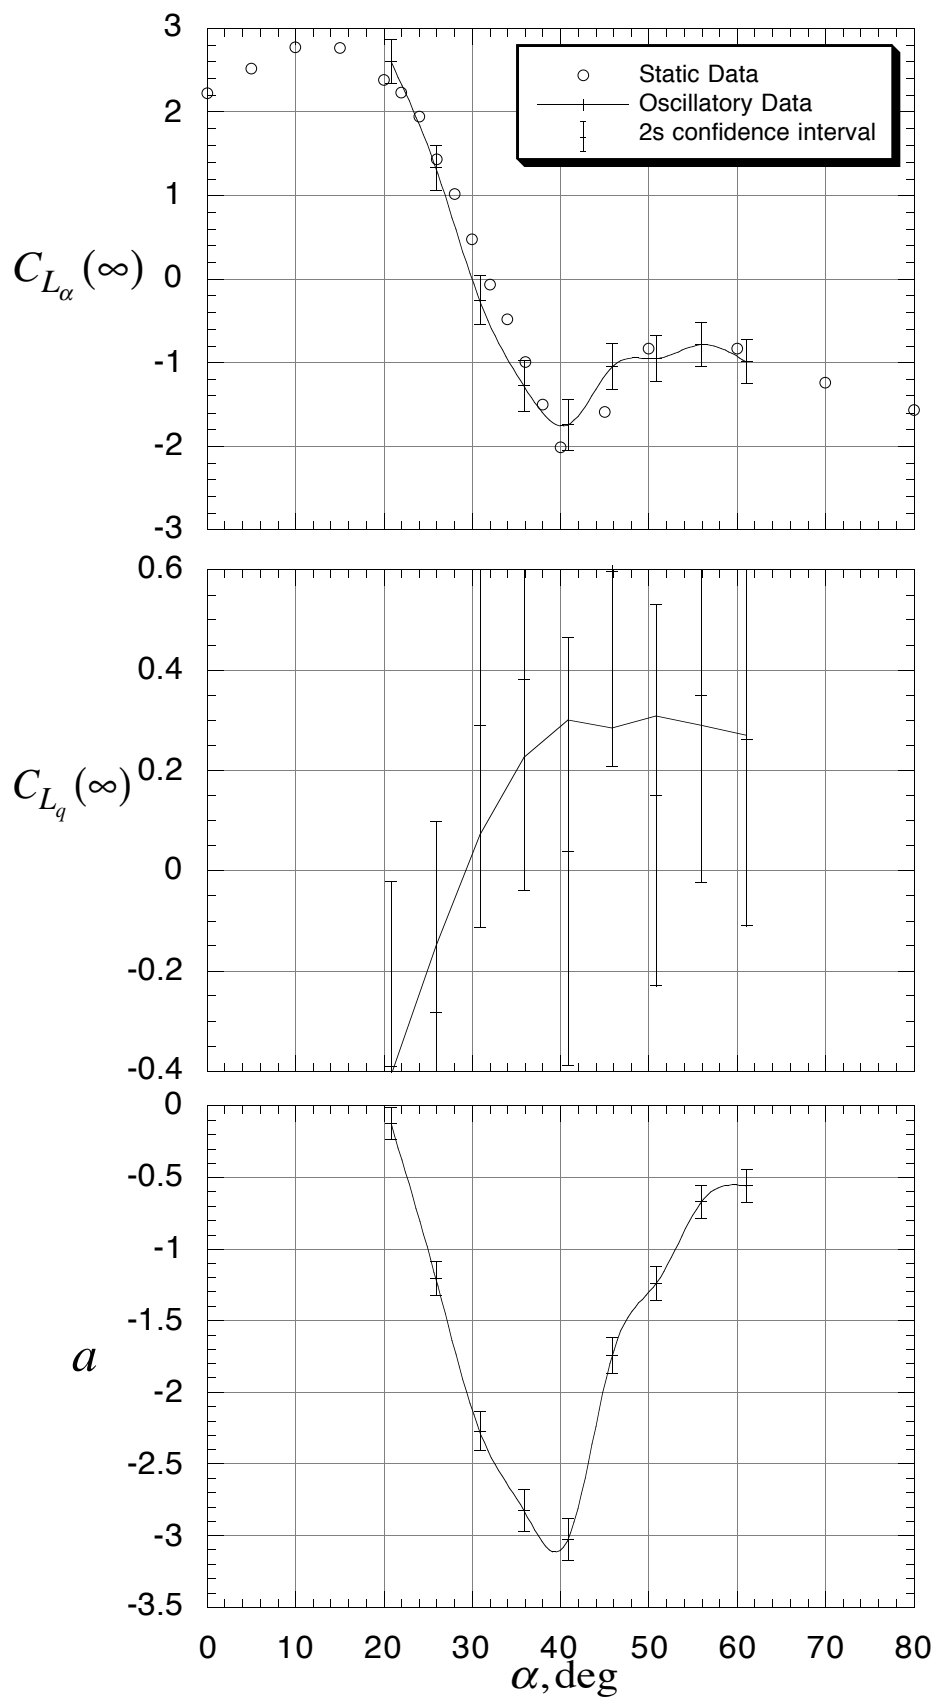 3
2
1
0
-1
-2
-3
C_{L_α}(∞)
Static Data
Oscillatory Data
2s confidence interval
0.6
0.4
0.2
0
-0.2
-0.4
C_{L_q}(∞)
0
-0.5
-1
-1.5
-2
-2.5
-3
-3.5
a
0 10 20 30 40 50 60 70 80
α, deg